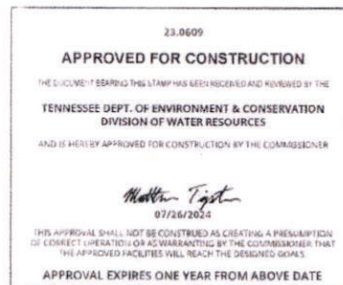 23.0609
APPROVED FOR CONSTRUCTION
THE DOCUMENT BEARING THIS STAMP HAS BEEN RECEIVED AND REVIEWED BY THE
TENNESSEE DEPT. OF ENVIRONMENT & CONSERVATION
DIVISION OF WATER RESOURCES
AND IS HEREBY APPROVED FOR CONSTRUCTION BY THE COMMISSIONER
07/26/2024
THIS APPROVAL SHALL NOT BE CONSTRUED AS CREATING A PRESUMPTION
OF CORRECT OPERATION OR AS WARRANTING BY THE COMMISSIONER THAT
THE APPROVED FACILITIES WILL REACH THE DESIGNED GOALS.
APPROVAL EXPIRES ONE YEAR FROM ABOVE DATE